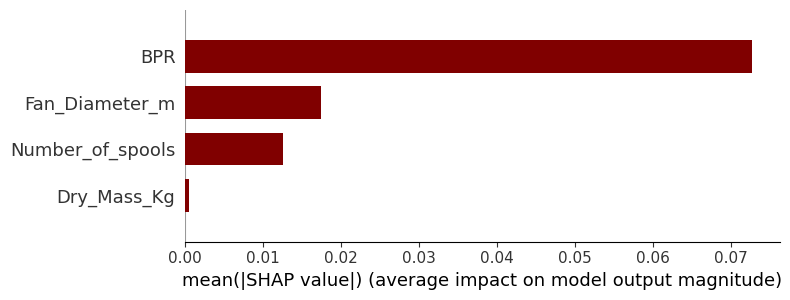 BPR
Fan_Diameter_m
Number_of_spools
Dry_Mass_Kg
0.00 0.01 0.02 0.03 0.04 0.05 0.06 0.07
mean(|SHAP value|) (average impact on model output magnitude)